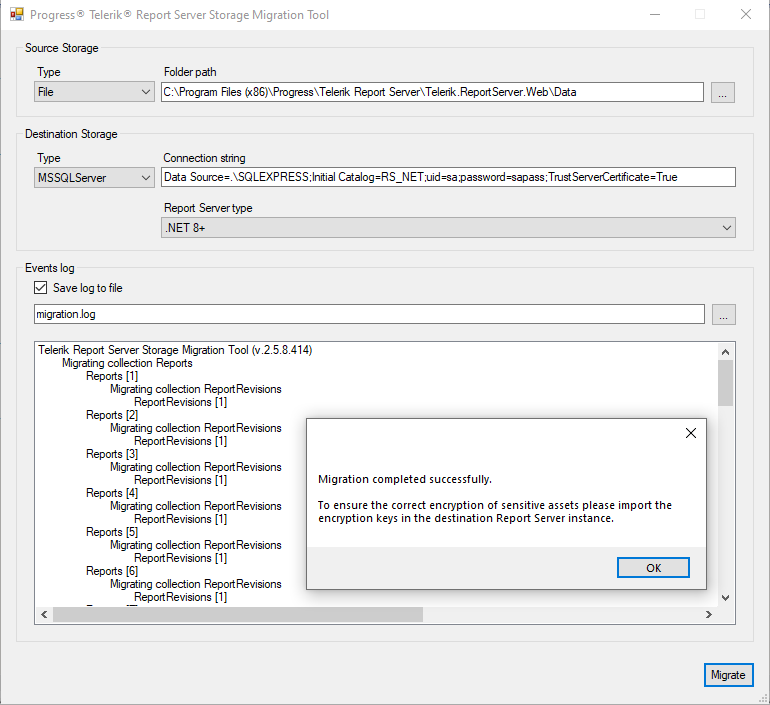 Progress® Telerik® Report Server Storage Migration Tool
Source Storage
Type
Folder path
File
C:\Program Files (x86)\Progress\Telerik Report Server\Telerik.ReportServer.Web\Data
...
Destination Storage
Type
Connection string
MSSQLServer
Data Source=.\SQLEXPRESS;Initial Catalog=RS_NET;uid=sa;password=sapass;TrustServerCertificate=True
Report Server type
.NET 8+
Events log
Save log to file
migration.log
...
Telerik Report Server Storage Migration Tool (v.2.5.8.414)
Migrating collection Reports
Reports [1]
Migrating collection ReportRevisions
ReportRevisions [1]
Reports [2]
Migrating collection ReportRevisions
ReportRevisions [1]
Reports [3]
Migrating collection ReportRevisions
ReportRevisions [1]
Reports [4]
Migrating collection ReportRevisions
ReportRevisions [1]
Reports [5]
Migrating collection ReportRevisions
ReportRevisions [1]
Reports [6]
Migrating collection ReportRevisions
ReportRevisions [1]
Migration completed successfully.
To ensure the correct encryption of sensitive assets please import the
encryption keys in the destination Report Server instance.
OK
Migrate